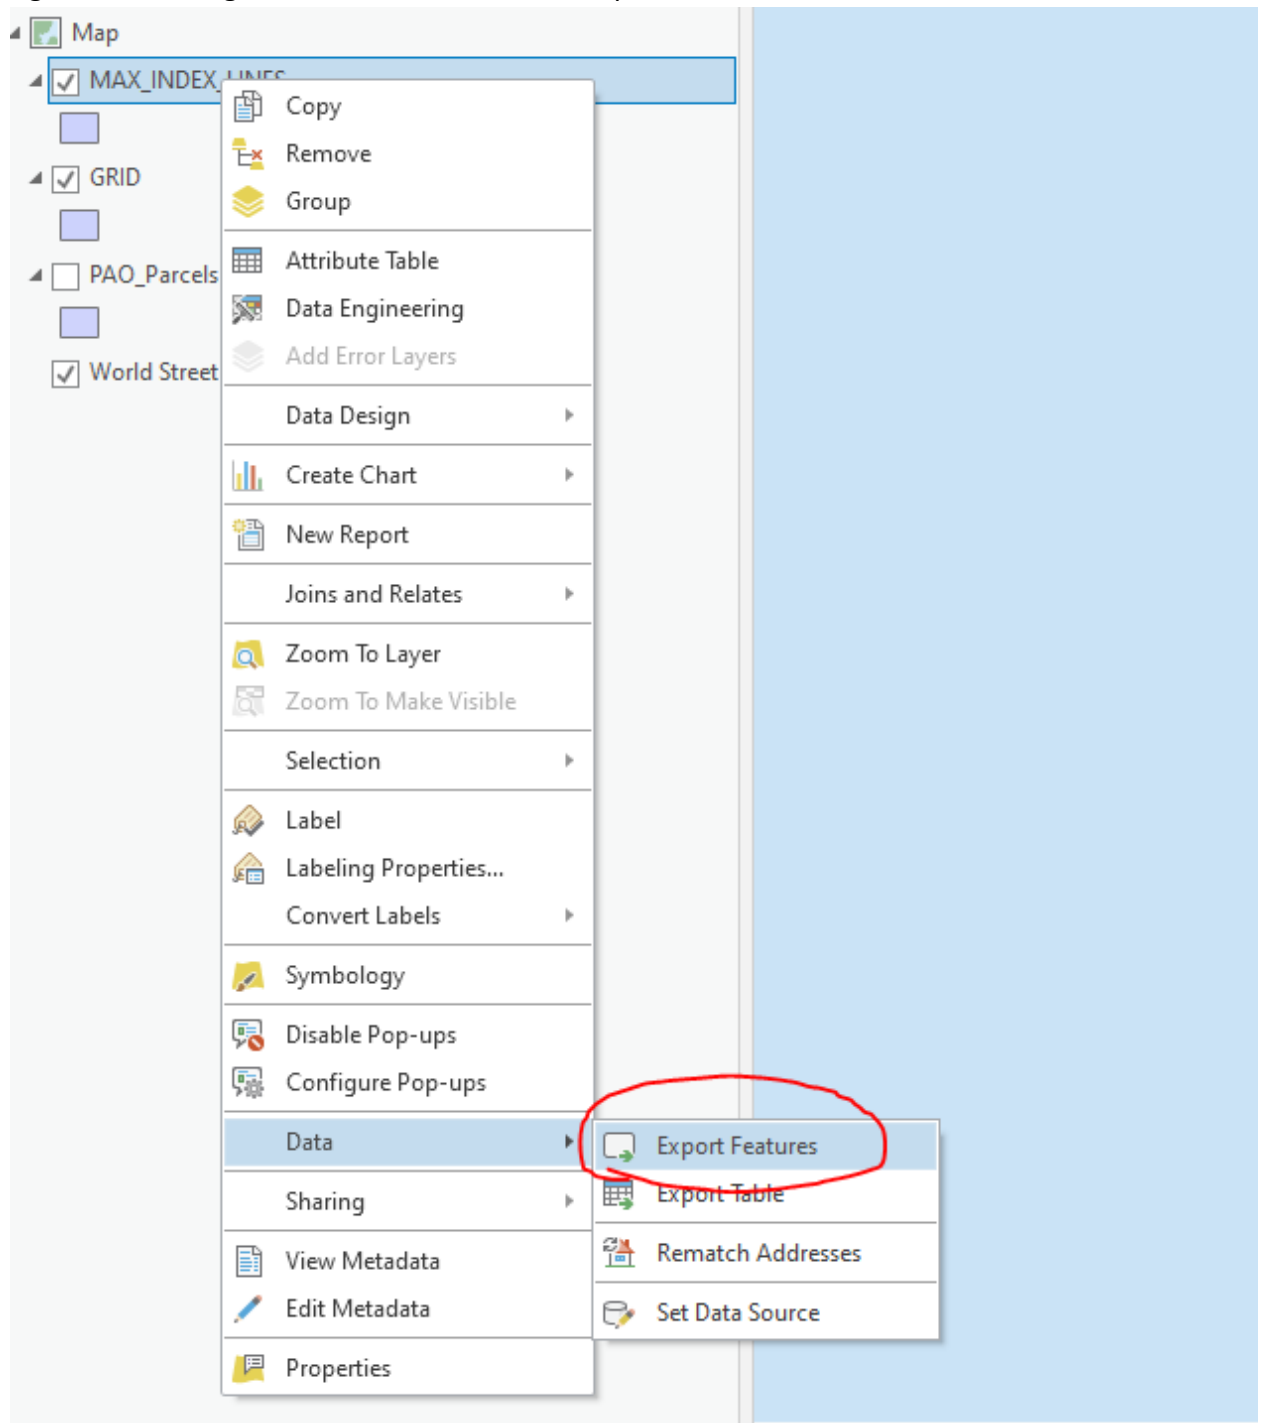 Map
MAX_INDEX_LINES
Copy
Remove
GRID
Group
Attribute Table
PAO_Parcels
Data Engineering
Add Error Layers
World Street
Data Design
Create Chart
New Report
Joins and Relates
Zoom To Layer
Zoom To Make Visible
Selection
Label
Labeling Properties...
Convert Labels
Symbology
Disable Pop-ups
Configure Pop-ups
Data
Export Features
Export Table
Sharing
Rematch Addresses
View Metadata
Edit Metadata
Set Data Source
Properties